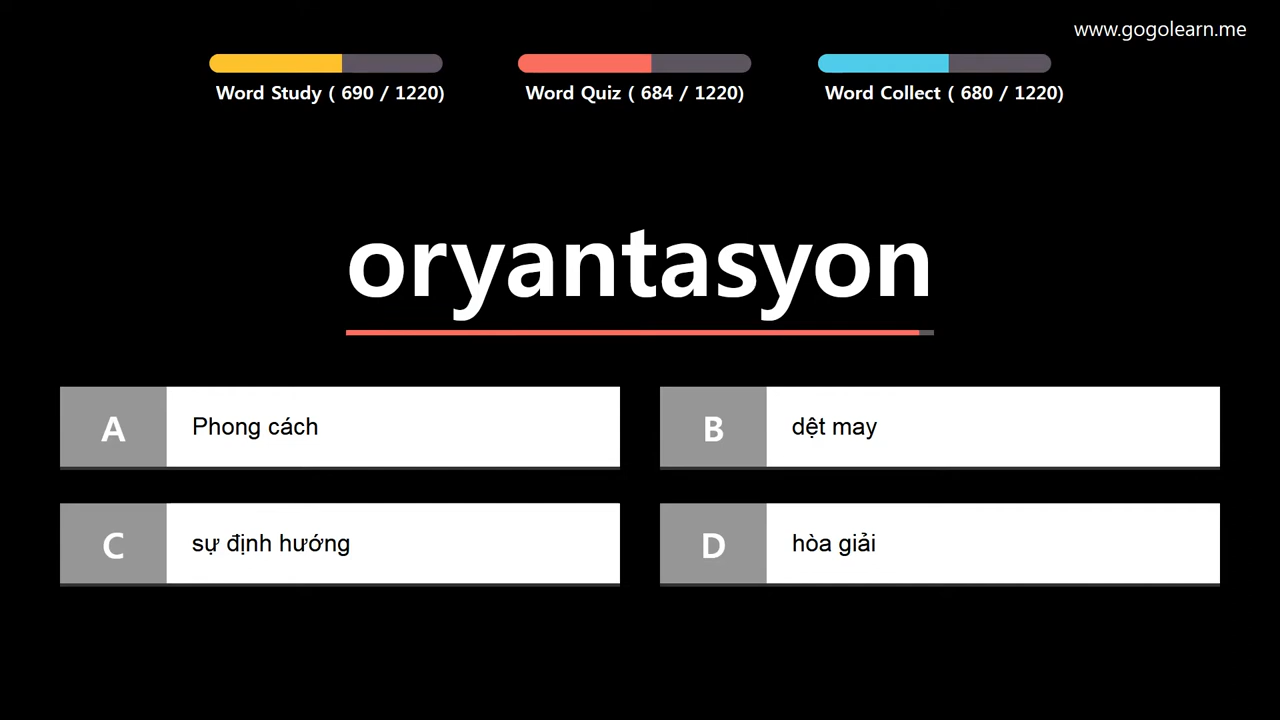 www.gogolearn.me
Word Study ( 690 / 1220)
Word Quiz ( 684 / 1220)
Word Collect ( 680 / 1220)
oryantasyon
A
Phong cách
B
dệt may
C
sự định hướng
D
hòa giải